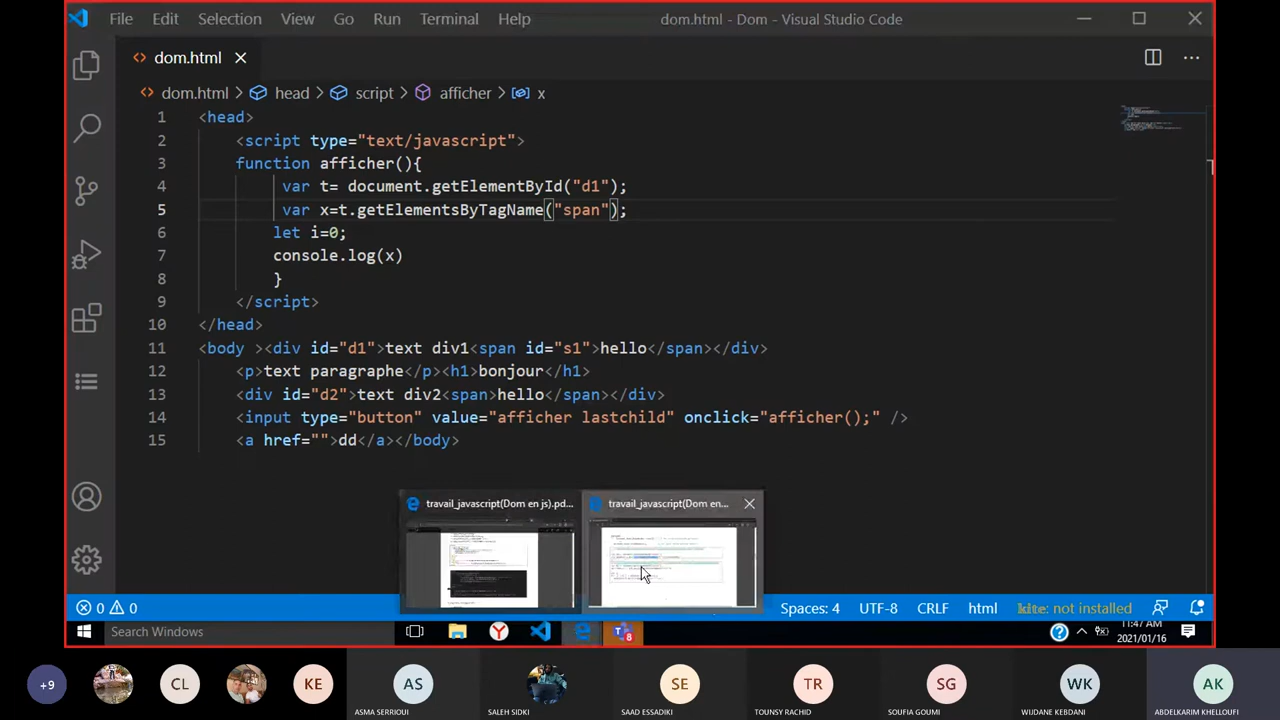 File Edit Selection View Go Run Terminal Help dom.html - Dom - Visual Studio Code
dom.html
dom.html > head > script > afficher > x
1 <head>
2 <script type="text/javascript">
3 function afficher(){
4 var t= document.getElementById("d1");
5 var x=t.getElementsByTagName("span");
6 let i=0;
7 console.log(x)
8 }
9 </script>
10 </head>
11 <body ><div id="d1">text div1<span id="s1">hello</span></div>
12 <p>text paragraphe</p><h1>bonjour</h1>
13 <div id="d2">text div2<span>hello</span></div>
14 <input type="button" value="afficher lastchild" onclick="afficher();" />
15 <a href="">dd</a></body>
travail_javascript(Dom en js).pd... travail_javascript(Dom en...
0 0 Spaces: 4 UTF-8 CRLF html kite: not installed
Search Windows 8 11:47 AM
2021/01/16
+9 CL KE AS SE TR SG WK AK
ASMA SERRIOUI SALEH SIDKI SAAD ESSADIKI TOUNSY RACHID SOUFIA GOUMI WIJDANE KEBDANI ABDELKARIM KHELLOUFI